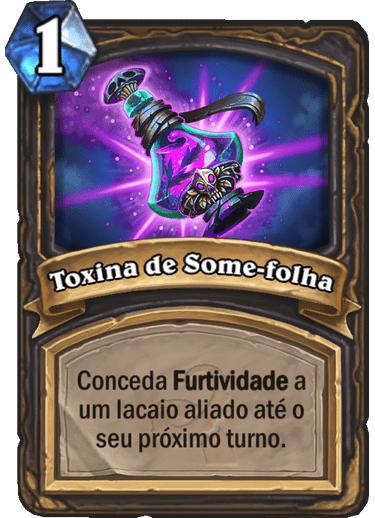 1
Toxina de Some-folha
Conceda Furtividade a
um lacaio aliado até o
seu próximo turno.